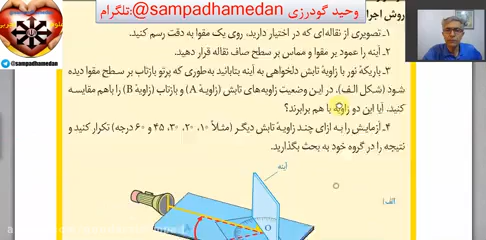 وحید گودرزی @sampadhamedan:تلگرام
روش اجرا
۱ـ تصویری از نقاله‌ای که در اختیار دارید، روی یک مقوا به دقت رسم کنید.
۲ـ آینه را عمود بر مقوا و مماس بر سطح صاف نقاله قرار دهید.
۳ـ باریکهٔ نور با زاویهٔ تابش دلخواهی به آینه بتابانید به‌طوری که پرتو بازتاب بر سطح مقوا دیده
شود (شکل الف). در این وضعیت زاویه‌های تابش (زاویهٔ A) و بازتاب (زاویهٔ B) را باهم مقایسه
کنید. آیا این دو زاویه با هم برابرند؟
۴ـ آزمایش را به ازای چند زاویهٔ تابش دیگر (مثلاً ۱۰، ۲۰، ۳۰، ۴۵ و ۶۰ درجه) تکرار کنید و
نتیجه را در گروه خود به بحث بگذارید.
آینه
الف)
O
@sampadhamedan